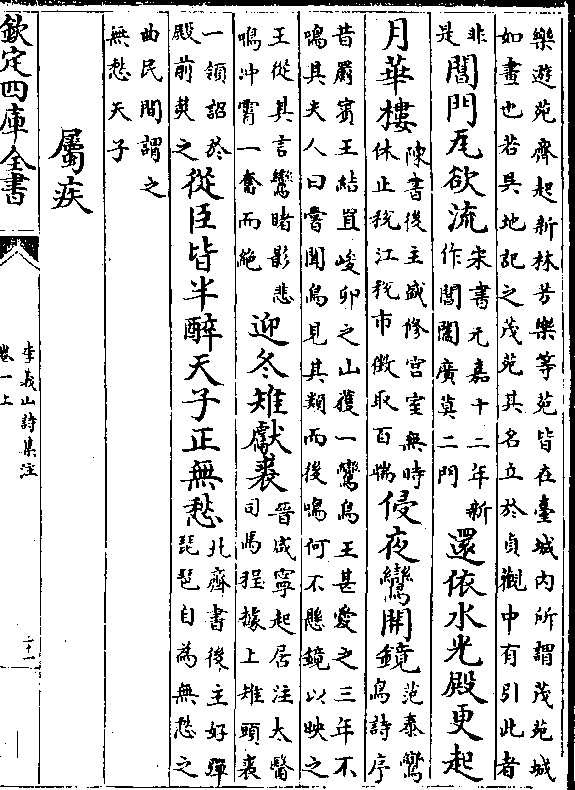 樂遊苑齊起新林芳樂等苑皆在臺城內所謂茂苑城
如畫也若吴地記之茂苑其名立於貞觀中有引此者
非
是閶門瓦欲流宋書元嘉十二年新
作閶闔廣莫二門還依水光殿更起
月華樓陳書後主盛修宫室無時
休止税江税市徵取百端侵夜鸞開鏡范泰鸞
鳥詩序
昔罽賓王結罝峻卯之山獲一鸞鳥王甚愛之三年不
鳴其夫人曰嘗聞鳥見其類而後鳴何不懸鏡以映之
王從其言鸞睹影悲
鳴冲霄一奮而絶迎冬雉獻裘晉咸寧起居注太醫
司馬程據上雉頭裘
一領詔於
殿前焚之從臣皆半醉天子正無愁北齊書後主好彈
琵琶自為無愁之
曲民間謂之
無愁天子
屬疾
欽定四庫全書
李義山詩集注
卷一上
二十一